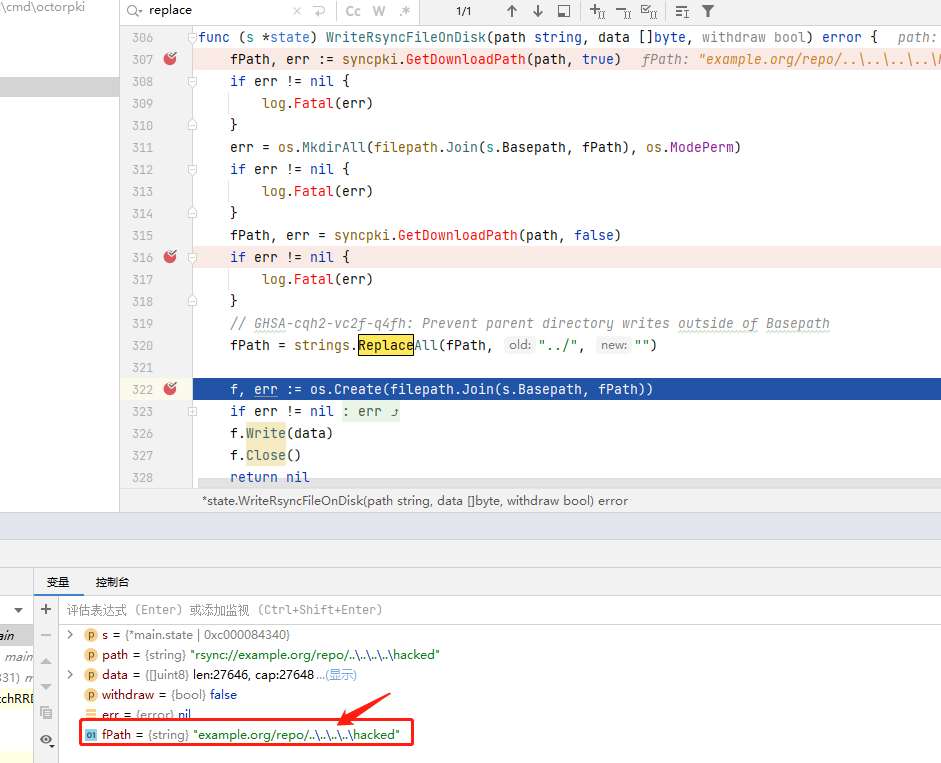 :\cmd\octorpki
replace
Cc W .* 1/1
306 func (s *state) WriteRsyncFileOnDisk(path string, data []byte, withdraw bool) error { path:
307 fPath, err := syncpki.GetDownloadPath(path, true) fPath: "example.org/repo/..\..\..\..\h
308 if err != nil {
309 log.Fatal(err)
310 }
311 err = os.MkdirAll(filepath.Join(s.Basepath, fPath), os.ModePerm)
312 if err != nil {
313 log.Fatal(err)
314 }
315 fPath, err = syncpki.GetDownloadPath(path, false)
316 if err != nil {
317 log.Fatal(err)
318 }
319 // GHSA-cqh2-vc2f-q4fh: Prevent parent directory writes outside of Basepath
320 fPath = strings.ReplaceAll(fPath, old: "../", new: "")
321
322 f, err := os.Create(filepath.Join(s.Basepath, fPath))
323 if err != nil : err
326 f.Write(data)
327 f.Close()
328 return nil
*state.WriteRsyncFileOnDisk(path string, data []byte, withdraw bool) error
变量 控制台
评估表达式 (Enter) 或添加监视 (Ctrl+Shift+Enter)
ain
main
331) m
tchRRD
s = {*main.state | 0xc000084340}
path = {string} "rsync://example.org/repo/..\..\..\..\hacked"
data = {[]uint8} len:27646, cap:27648 ...(显示)
withdraw = {bool} false
err = {error} nil
01 fPath = {string} "example.org/repo/..\..\..\..\hacked"